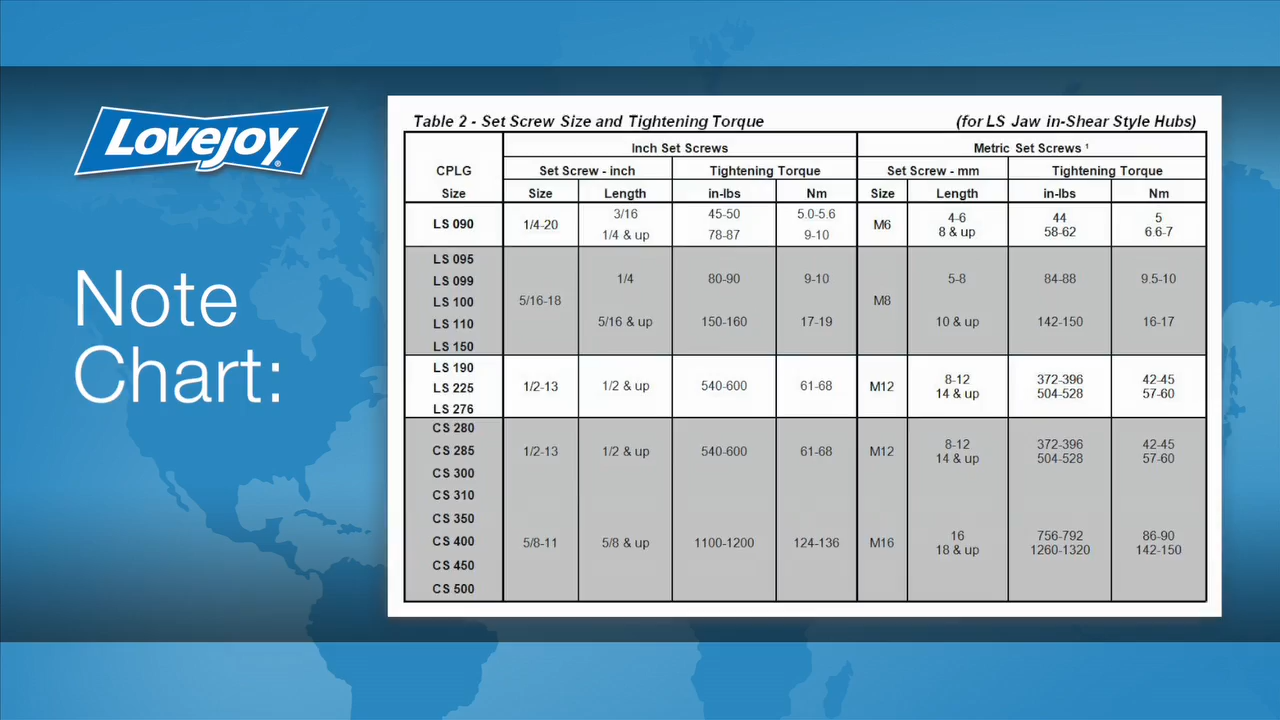 Lovejoy®
Note
Chart:
Table 2 - Set Screw Size and Tightening Torque (for LS Jaw in-Shear Style Hubs)
Inch Set Screws Metric Set Screws ¹
CPLG Set Screw - inch Tightening Torque Set Screw - mm Tightening Torque
Size Size Length in-lbs Nm Size Length in-lbs Nm
LS 090 1/4-20 3/16 45-50 5.0-5.6 M6 4-6 44 5
1/4 & up 78-87 9-10 8 & up 58-62 6.6-7
LS 095
LS 099 1/4 80-90 9-10 5-8 84-88 9.5-10
LS 100 5/16-18 M8
LS 110 5/16 & up 150-160 17-19 10 & up 142-150 16-17
LS 150
LS 190
LS 225 1/2-13 1/2 & up 540-600 61-68 M12 8-12 372-396 42-45
14 & up 504-528 57-60
LS 276
CS 280
CS 285 1/2-13 1/2 & up 540-600 61-68 M12 8-12 372-396 42-45
14 & up 504-528 57-60
CS 300
CS 310
CS 350
CS 400 5/8-11 5/8 & up 1100-1200 124-136 M16 16 756-792 86-90
18 & up 1260-1320 142-150
CS 450
CS 500